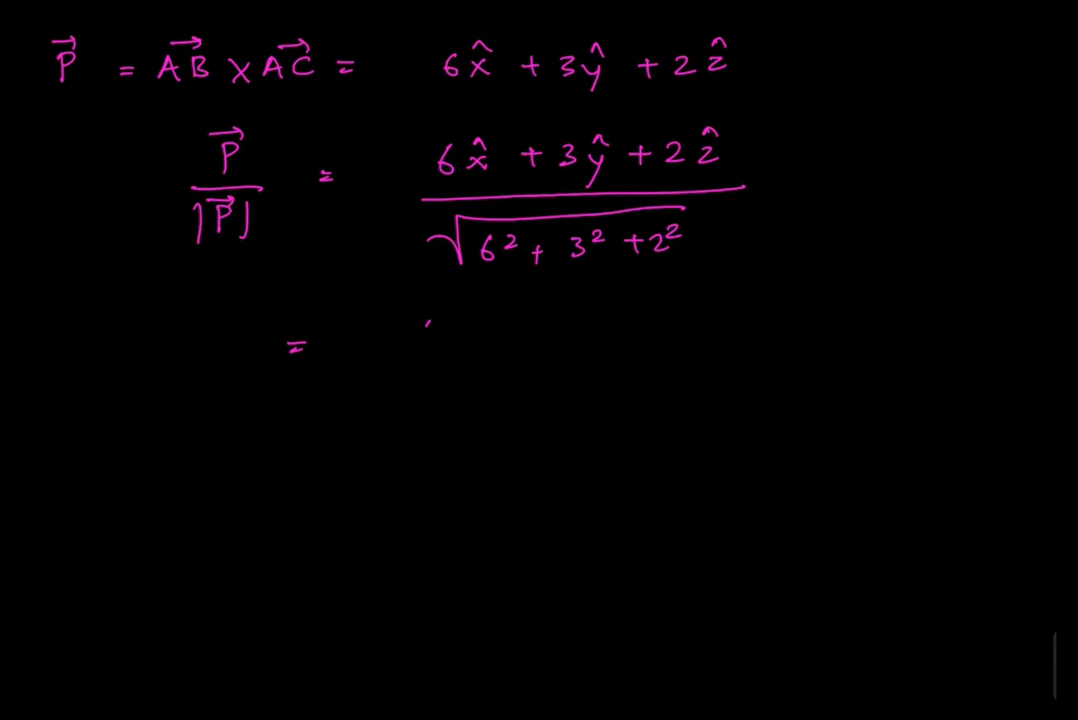 P⃗ = AB⃗ × AC⃗ = 6x̂ + 3ŷ + 2ẑ
P⃗ / |P⃗| = (6x̂ + 3ŷ + 2ẑ) / √(6² + 3² + 2²)
=